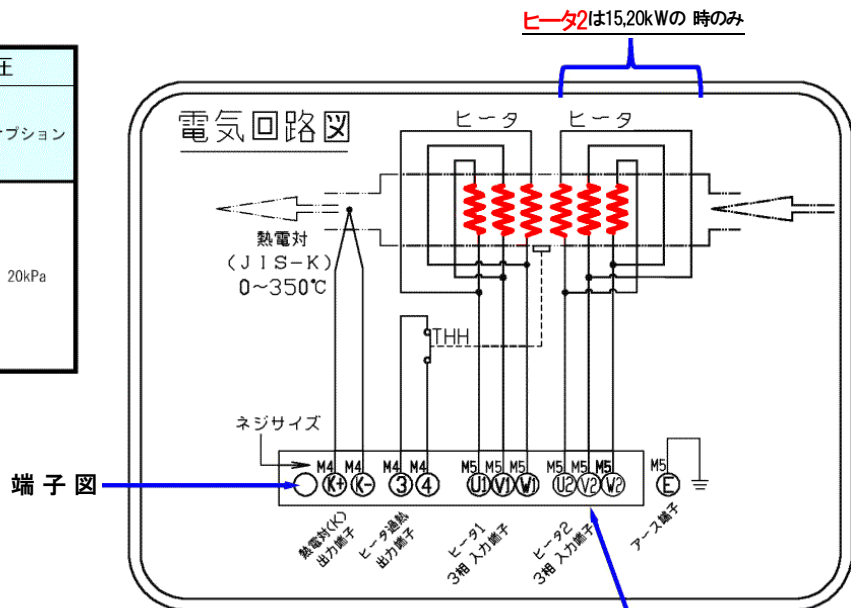 ヒータ2は15,20kWの 時のみ
圧
プション
20kPa
電気回路図
ヒータ
ヒータ
熱電対
(JIS-K)
0~350℃
THH
ネジサイズ
端子図
M4 M4 M4 M4 M5 M5 M5 M5 M5 M5 M5
K+ K- 3 4 U1 V1 W1 U2 V2 W2 E
熱電対(K)
出力端子
ヒータ過熱
出力端子
ヒータ1
3相 入力端子
ヒータ2
3相 入力端子
アース端子